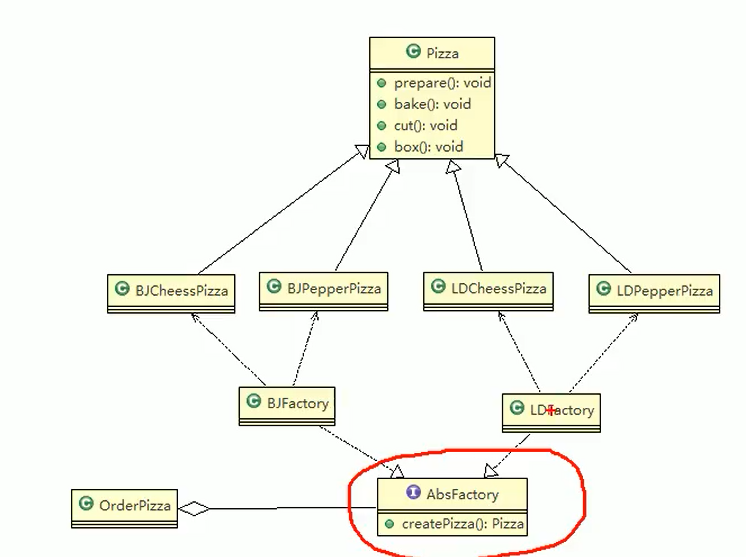 Pizza
prepare(): void
bake(): void
cut(): void
box(): void
BJCheessPizza
BJPepperPizza
LDCheessPizza
LDPepperPizza
BJFactory
LDFactory
AbsFactory
createPizza(): Pizza
OrderPizza